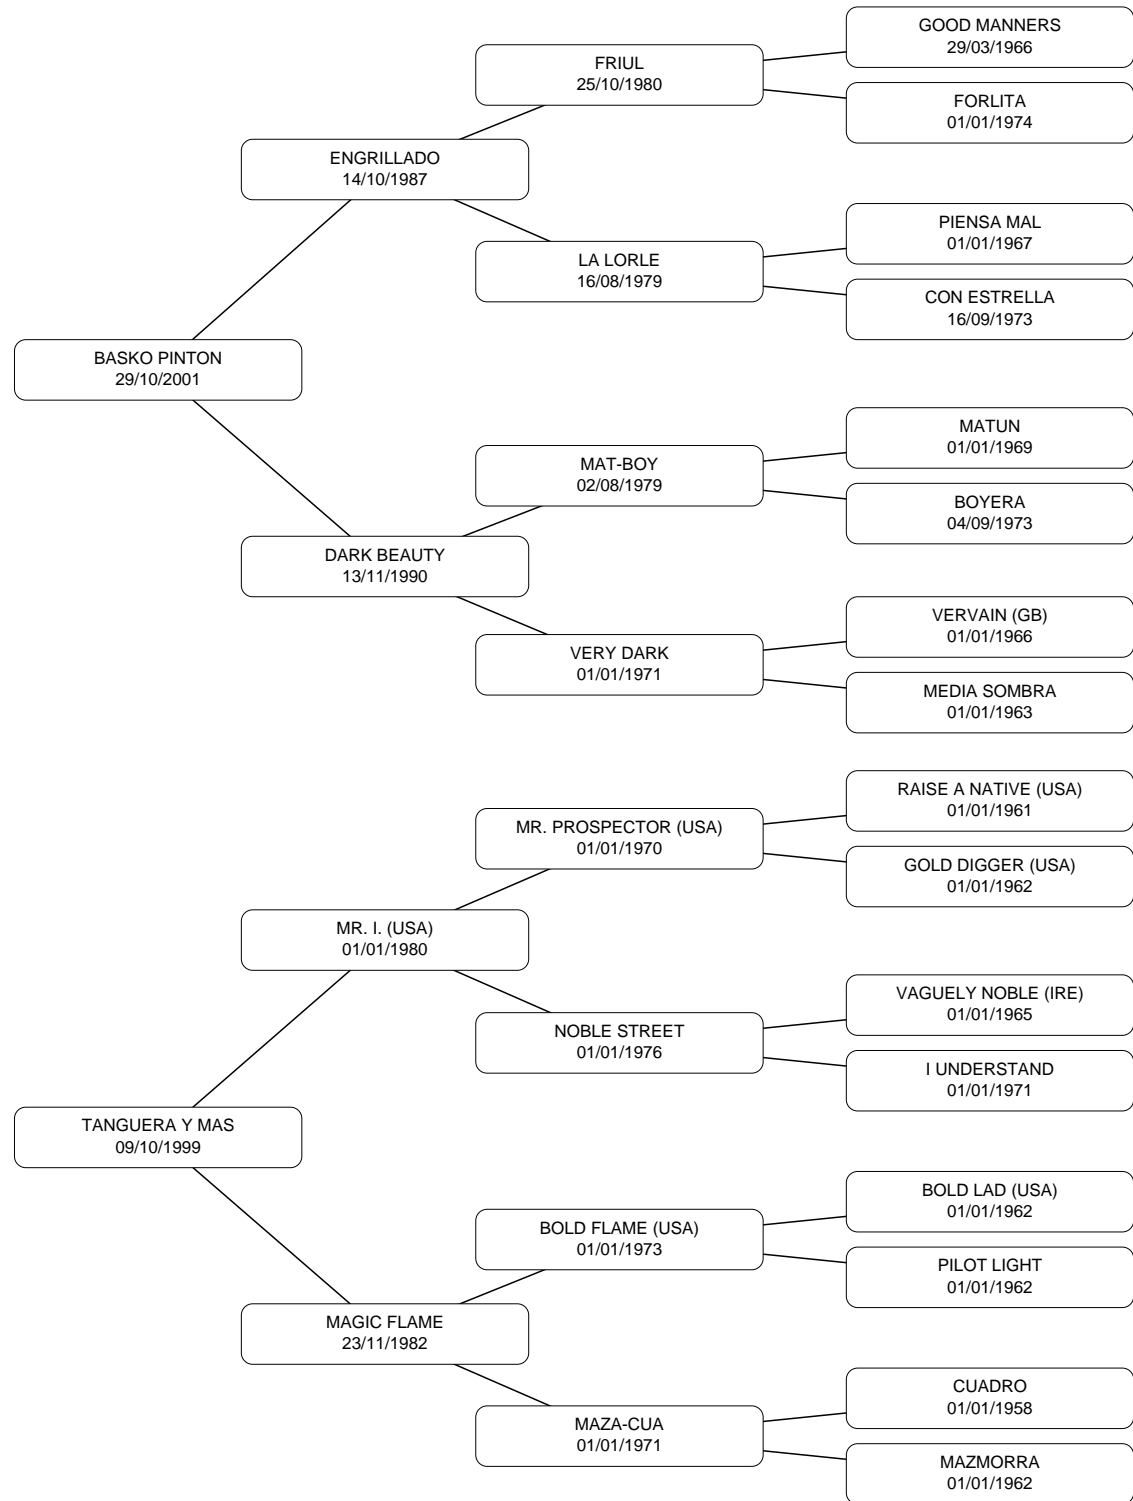 GOOD MANNERS
29/03/1966
FRIUL
25/10/1980
FORLITA
01/01/1974
ENGRILLADO
14/10/1987
PIENSA MAL
01/01/1967
LA LORLE
16/08/1979
CON ESTRELLA
16/09/1973
BASKO PINTON
29/10/2001
MATUN
01/01/1969
MAT-BOY
02/08/1979
BOYERA
04/09/1973
DARK BEAUTY
13/11/1990
VERVAIN (GB)
01/01/1966
VERY DARK
01/01/1971
MEDIA SOMBRA
01/01/1963
RAISE A NATIVE (USA)
01/01/1961
MR. PROSPECTOR (USA)
01/01/1970
GOLD DIGGER (USA)
01/01/1962
MR. I. (USA)
01/01/1980
VAGUELY NOBLE (IRE)
01/01/1965
NOBLE STREET
01/01/1976
I UNDERSTAND
01/01/1971
TANGUERA Y MAS
09/10/1999
BOLD LAD (USA)
01/01/1962
BOLD FLAME (USA)
01/01/1973
PILOT LIGHT
01/01/1962
MAGIC FLAME
23/11/1982
CUADRO
01/01/1958
MAZA-CUA
01/01/1971
MAZMORRA
01/01/1962